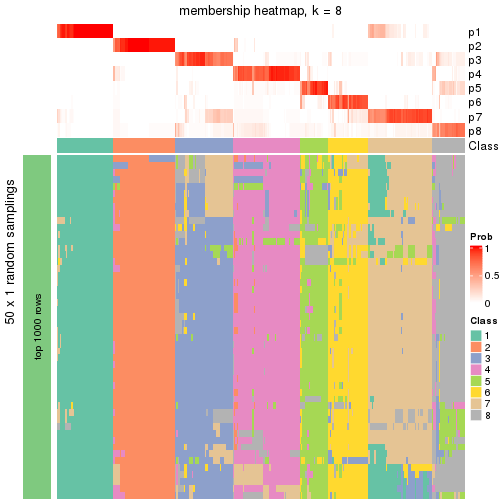 membership heatmap, k = 8
p1
p2
p3
p4
p5
p6
p7
p8
Class
50 x 1 random samplings
top 1000 rows
Prob
1
0.5
0
Class
1
2
3
4
5
6
7
8